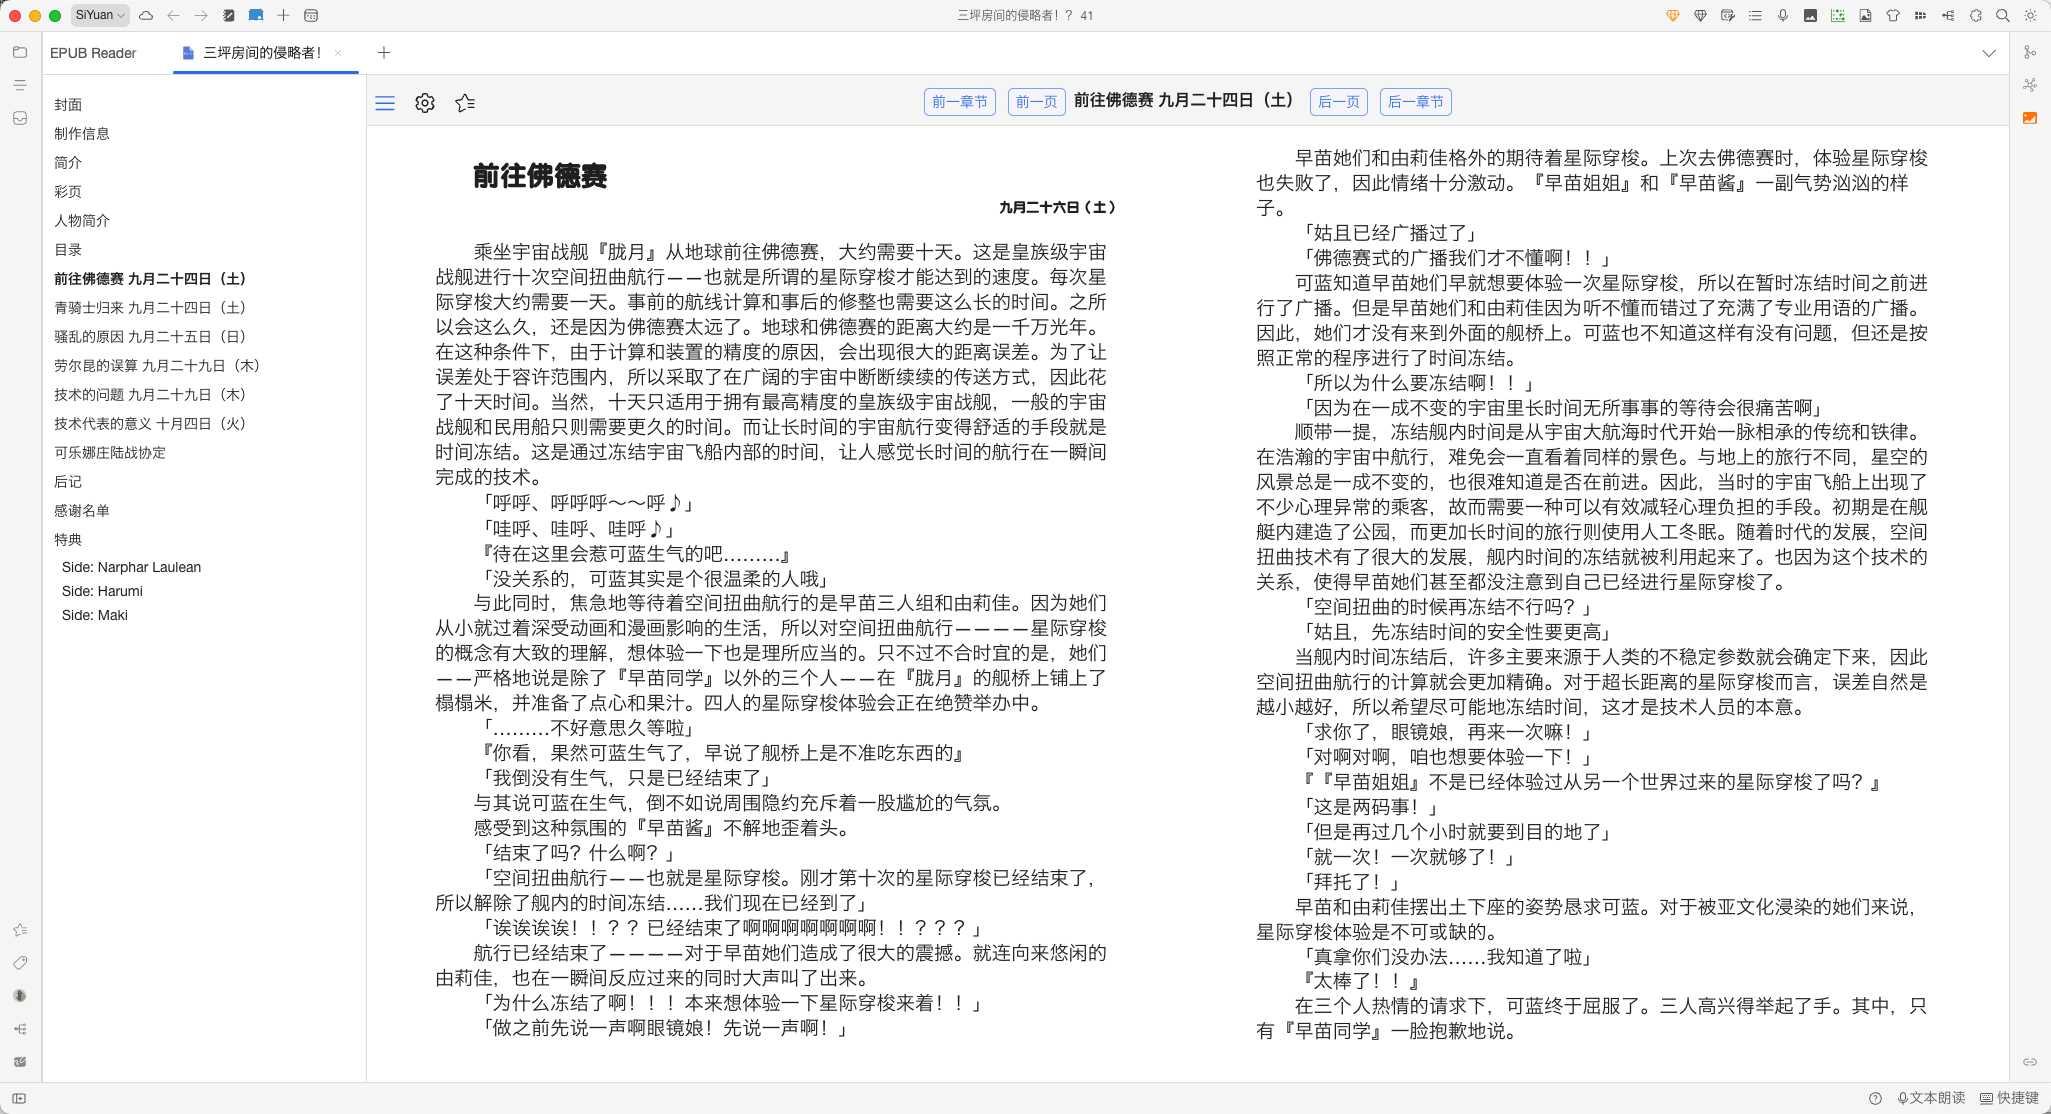 SiYuan
三坪房间的侵略者！？ 41
EPUB Reader
三坪房间的侵略者！
封面
制作信息
简介
彩页
人物简介
目录
前往佛德赛 九月二十四日（土）
青骑士归来 九月二十四日（土）
骚乱的原因 九月二十五日（日）
劳尔昆的误算 九月二十九日（木）
技术的问题 九月二十九日（木）
技术代表的意义 十月四日（火）
可乐娜庄陆战协定
后记
感谢名单
特典
Side: Narphar Laulean
Side: Harumi
Side: Maki
前一章节
前一页
前往佛德赛 九月二十四日（土）
后一页
后一章节
前往佛德赛
九月二十六日（土）
乘坐宇宙战舰『胧月』从地球前往佛德赛，大约需要十天。这是皇族级宇宙
战舰进行十次空间扭曲航行——也就是所谓的星际穿梭才能达到的速度。每次星
际穿梭大约需要一天。事前的航线计算和事后的修整也需要这么长的时间。之所
以会这么久，还是因为佛德赛太远了。地球和佛德赛的距离大约是一千万光年。
在这种条件下，由于计算和装置的精度的原因，会出现很大的距离误差。为了让
误差处于容许范围内，所以采取了在广阔的宇宙中断断续续的传送方式，因此花
了十天时间。当然，十天只适用于拥有最高精度的皇族级宇宙战舰，一般的宇宙
战舰和民用船只则需要更久的时间。而让长时间的宇宙航行变得舒适的手段就是
时间冻结。这是通过冻结宇宙飞船内部的时间，让人感觉长时间的航行在一瞬间
完成的技术。
「呼呼、呼呼呼～～呼♪」
「哇呼、哇呼、哇呼♪」
『待在这里会惹可蓝生气的吧………』
「没关系的，可蓝其实是个很温柔的人哦」
与此同时，焦急地等待着空间扭曲航行的是早苗三人组和由莉佳。因为她们
从小就过着深受动画和漫画影响的生活，所以对空间扭曲航行————星际穿梭
的概念有大致的理解，想体验一下也是理所应当的。只不过不合时宜的是，她们
——严格地说是除了『早苗同学』以外的三个人——在『胧月』的舰桥上铺上了
榻榻米，并准备了点心和果汁。四人的星际穿梭体验会正在绝赞举办中。
「………不好意思久等啦」
『你看，果然可蓝生气了，早说了舰桥上是不准吃东西的』
「我倒没有生气，只是已经结束了」
与其说可蓝在生气，倒不如说周围隐约充斥着一股尴尬的气氛。
感受到这种氛围的『早苗酱』不解地歪着头。
「结束了吗？什么啊？」
「空间扭曲航行——也就是星际穿梭。刚才第十次的星际穿梭已经结束了，
所以解除了舰内的时间冻结……我们现在已经到了」
「诶诶诶诶！！？？已经结束了啊啊啊啊啊啊啊！！？？？」
航行已经结束了————对于早苗她们造成了很大的震撼。就连向来悠闲的
由莉佳，也在一瞬间反应过来的同时大声叫了出来。
「为什么冻结了啊！！！本来想体验一下星际穿梭来着！！」
「做之前先说一声啊眼镜娘！先说一声啊！」
早苗她们和由莉佳格外的期待着星际穿梭。上次去佛德赛时，体验星际穿梭
也失败了，因此情绪十分激动。『早苗姐姐』和『早苗酱』一副气势汹汹的样
子。
「姑且已经广播过了」
「佛德赛式的广播我们才不懂啊！！」
可蓝知道早苗她们早就想要体验一次星际穿梭，所以在暂时冻结时间之前进
行了广播。但是早苗她们和由莉佳因为听不懂而错过了充满了专业用语的广播。
因此，她们才没有来到外面的舰桥上。可蓝也不知道这样有没有问题，但还是按
照正常的程序进行了时间冻结。
「所以为什么要冻结啊！！」
「因为在一成不变的宇宙里长时间无所事事的等待会很痛苦啊」
顺带一提，冻结舰内时间是从宇宙大航海时代开始一脉相承的传统和铁律。
在浩瀚的宇宙中航行，难免会一直看着同样的景色。与地上的旅行不同，星空的
风景总是一成不变的，也很难知道是否在前进。因此，当时的宇宙飞船上出现了
不少心理异常的乘客，故而需要一种可以有效减轻心理负担的手段。初期是在舰
艇内建造了公园，而更加长时间的旅行则使用人工冬眠。随着时代的发展，空间
扭曲技术有了很大的发展，舰内时间的冻结就被利用起来了。也因为这个技术的
关系，使得早苗她们甚至都没注意到自己已经进行星际穿梭了。
「空间扭曲的时候再冻结不行吗？」
「姑且，先冻结时间的安全性要更高」
当舰内时间冻结后，许多主要来源于人类的不稳定参数就会确定下来，因此
空间扭曲航行的计算就会更加精确。对于超长距离的星际穿梭而言，误差自然是
越小越好，所以希望尽可能地冻结时间，这才是技术人员的本意。
「求你了，眼镜娘，再来一次嘛！」
「对啊对啊，咱也想要体验一下！」
『『早苗姐姐』不是已经体验过从另一个世界过来的星际穿梭了吗？』
「这是两码事！」
「但是再过几个小时就要到目的地了」
「就一次！一次就够了！」
「拜托了！」
早苗和由莉佳摆出土下座的姿势恳求可蓝。对于被亚文化浸染的她们来说，
星际穿梭体验是不可或缺的。
「真拿你们没办法……我知道了啦」
『太棒了！！』
在三个人热情的请求下，可蓝终于屈服了。三人高兴得举起了手。其中，只
有『早苗同学』一脸抱歉地说。
文本朗读
快捷键